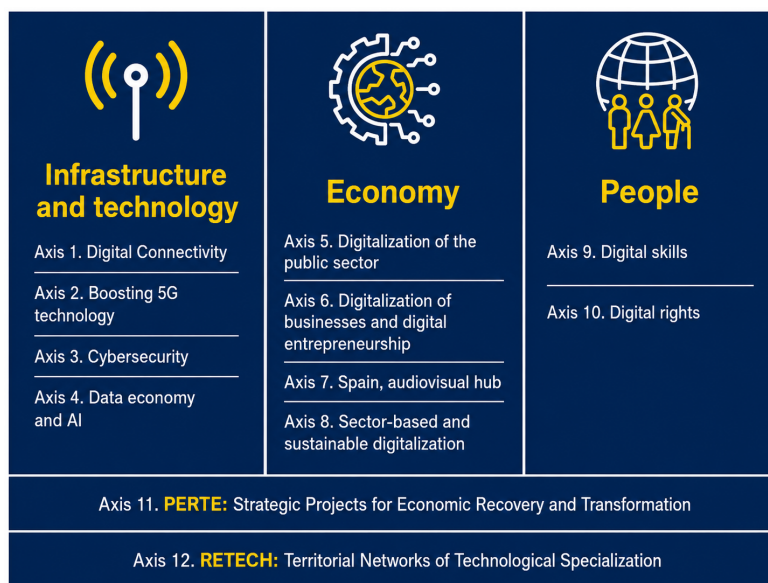 Infrastructure
and technology
Axis 1. Digital Connectivity
Axis 2. Boosting 5G
technology
Axis 3. Cybersecurity
Axis 4. Data economy
and AI
Economy
Axis 5. Digitalization of the
public sector
Axis 6. Digitalization of
businesses and digital
entrepreneurship
Axis 7. Spain, audiovisual hub
Axis 8. Sector-based and
sustainable digitalization
People
Axis 9. Digital skills
Axis 10. Digital rights
Axis 11. PERTE: Strategic Projects for Economic Recovery and Transformation
Axis 12. RETECH: Territorial Networks of Technological Specialization